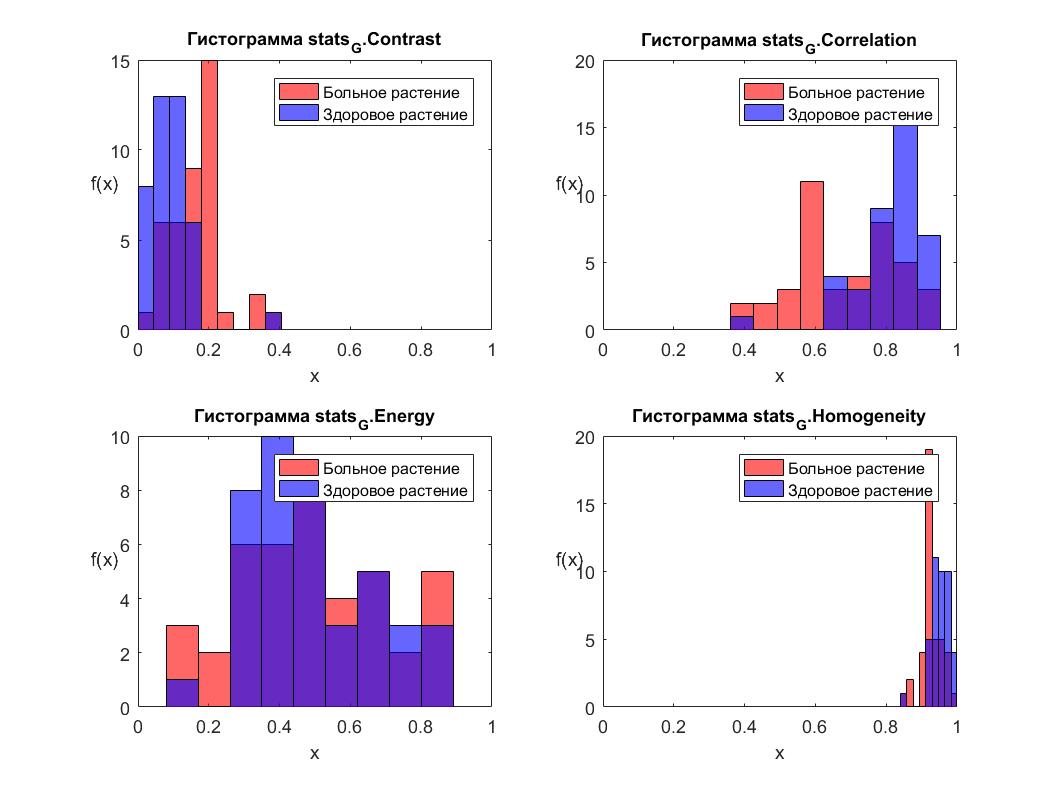 Гистограмма stats_G.Contrast
15
10
5
0
f(x)
0 0.2 0.4 0.6 0.8 1
x
Больное растение
Здоровое растение
Гистограмма stats_G.Correlation
20
15
10
5
0
f(x)
0 0.2 0.4 0.6 0.8 1
x
Больное растение
Здоровое растение
Гистограмма stats_G.Energy
10
8
6
4
2
0
f(x)
0 0.2 0.4 0.6 0.8 1
x
Больное растение
Здоровое растение
Гистограмма stats_G.Homogeneity
20
15
10
5
0
f(x)
0 0.2 0.4 0.6 0.8 1
x
Больное растение
Здоровое растение